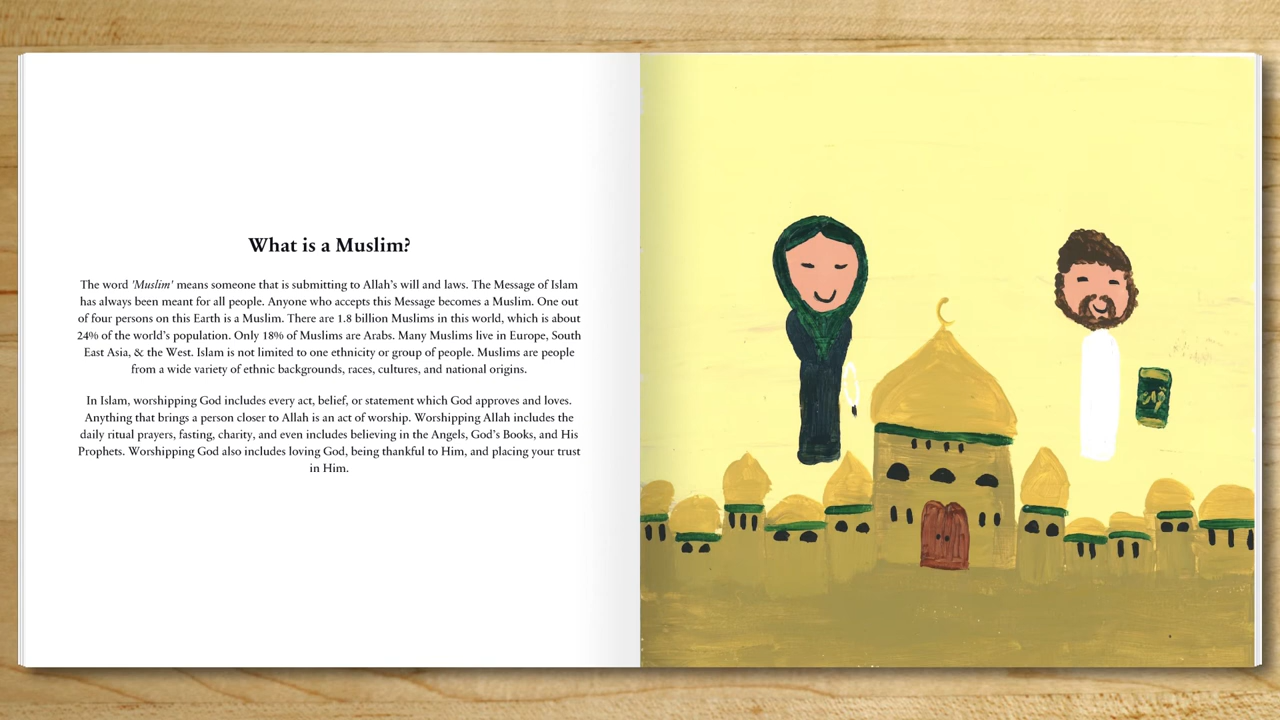 What is a Muslim?
The word 'Muslim' means someone that is submitting to Allah's will and laws. The Message of Islam
has always been meant for all people. Anyone who accepts this Message becomes a Muslim. One out
of four persons on this Earth is a Muslim. There are 1.8 billion Muslims in this world, which is about
24% of the world's population. Only 18% of Muslims are Arabs. Many Muslims live in Europe, South
East Asia, & the West. Islam is not limited to one ethnicity or group of people. Muslims are people
from a wide variety of ethnic backgrounds, races, cultures, and national origins.
In Islam, worshipping God includes every act, belief, or statement which God approves and loves.
Anything that brings a person closer to Allah is an act of worship. Worshipping Allah includes the
daily ritual prayers, fasting, charity, and even includes believing in the Angels, God's Books, and His
Prophets. Worshipping God also includes loving God, being thankful to Him, and placing your trust
in Him.